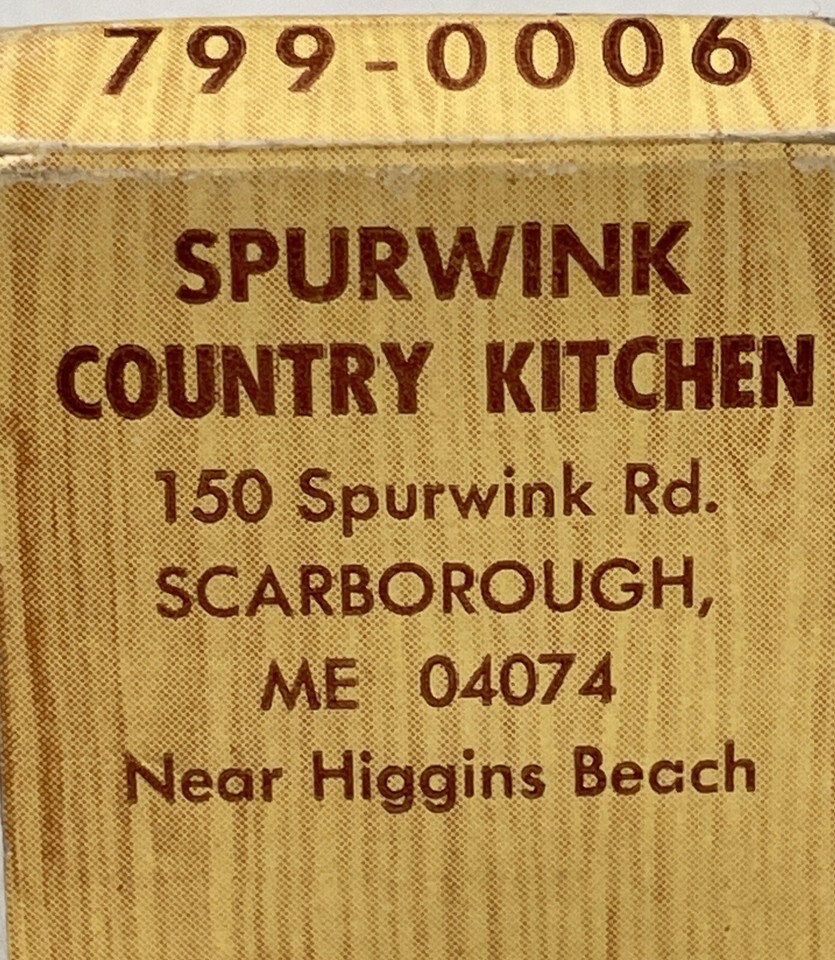 799-0006
SPURWINK
COUNTRY KITCHEN
150 Spurwink Rd.
SCARBOROUGH,
ME 04074
Near Higgins Beach